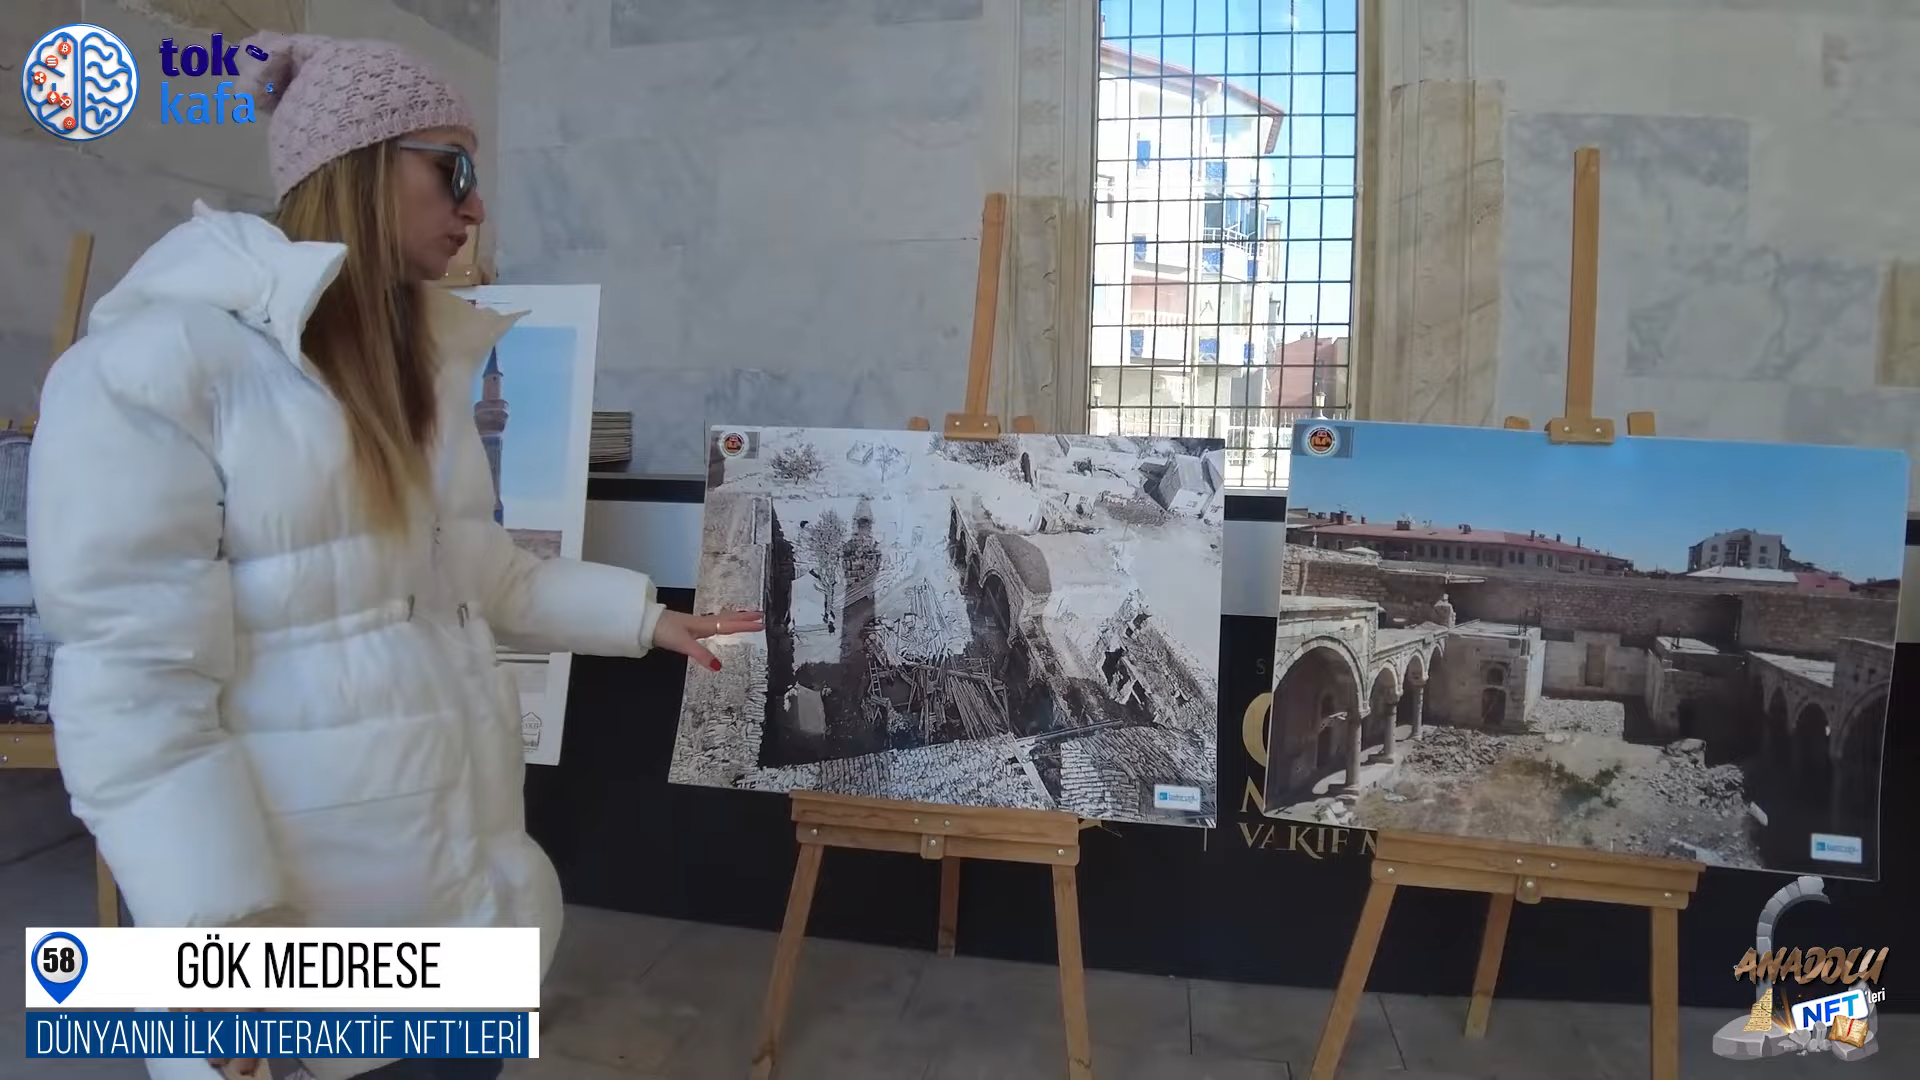 tok
kafa
VAKIF M
58
GÖK MEDRESE
DÜNYANIN İLK İNTERAKTİF NFT'LERİ
ANADOLU
NFT'leri